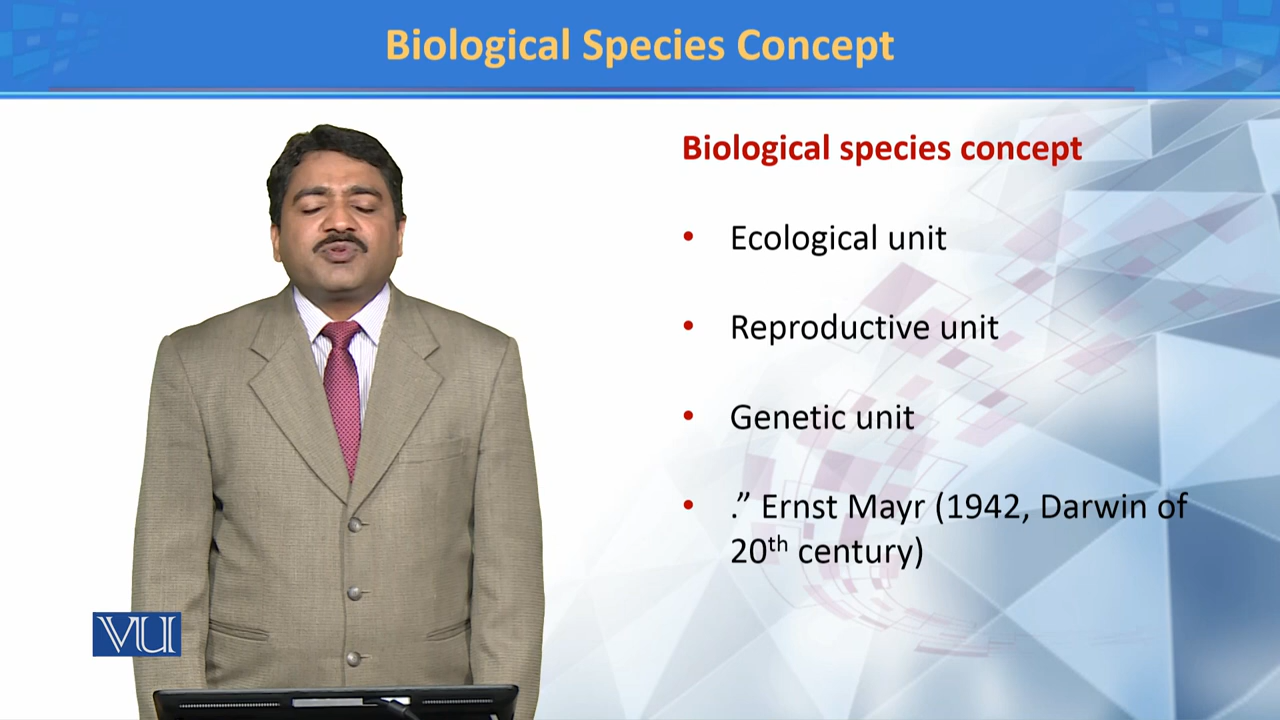 Biological Species Concept
Biological species concept
• Ecological unit
• Reproductive unit
• Genetic unit
• .” Ernst Mayr (1942, Darwin of
20th century)
VU